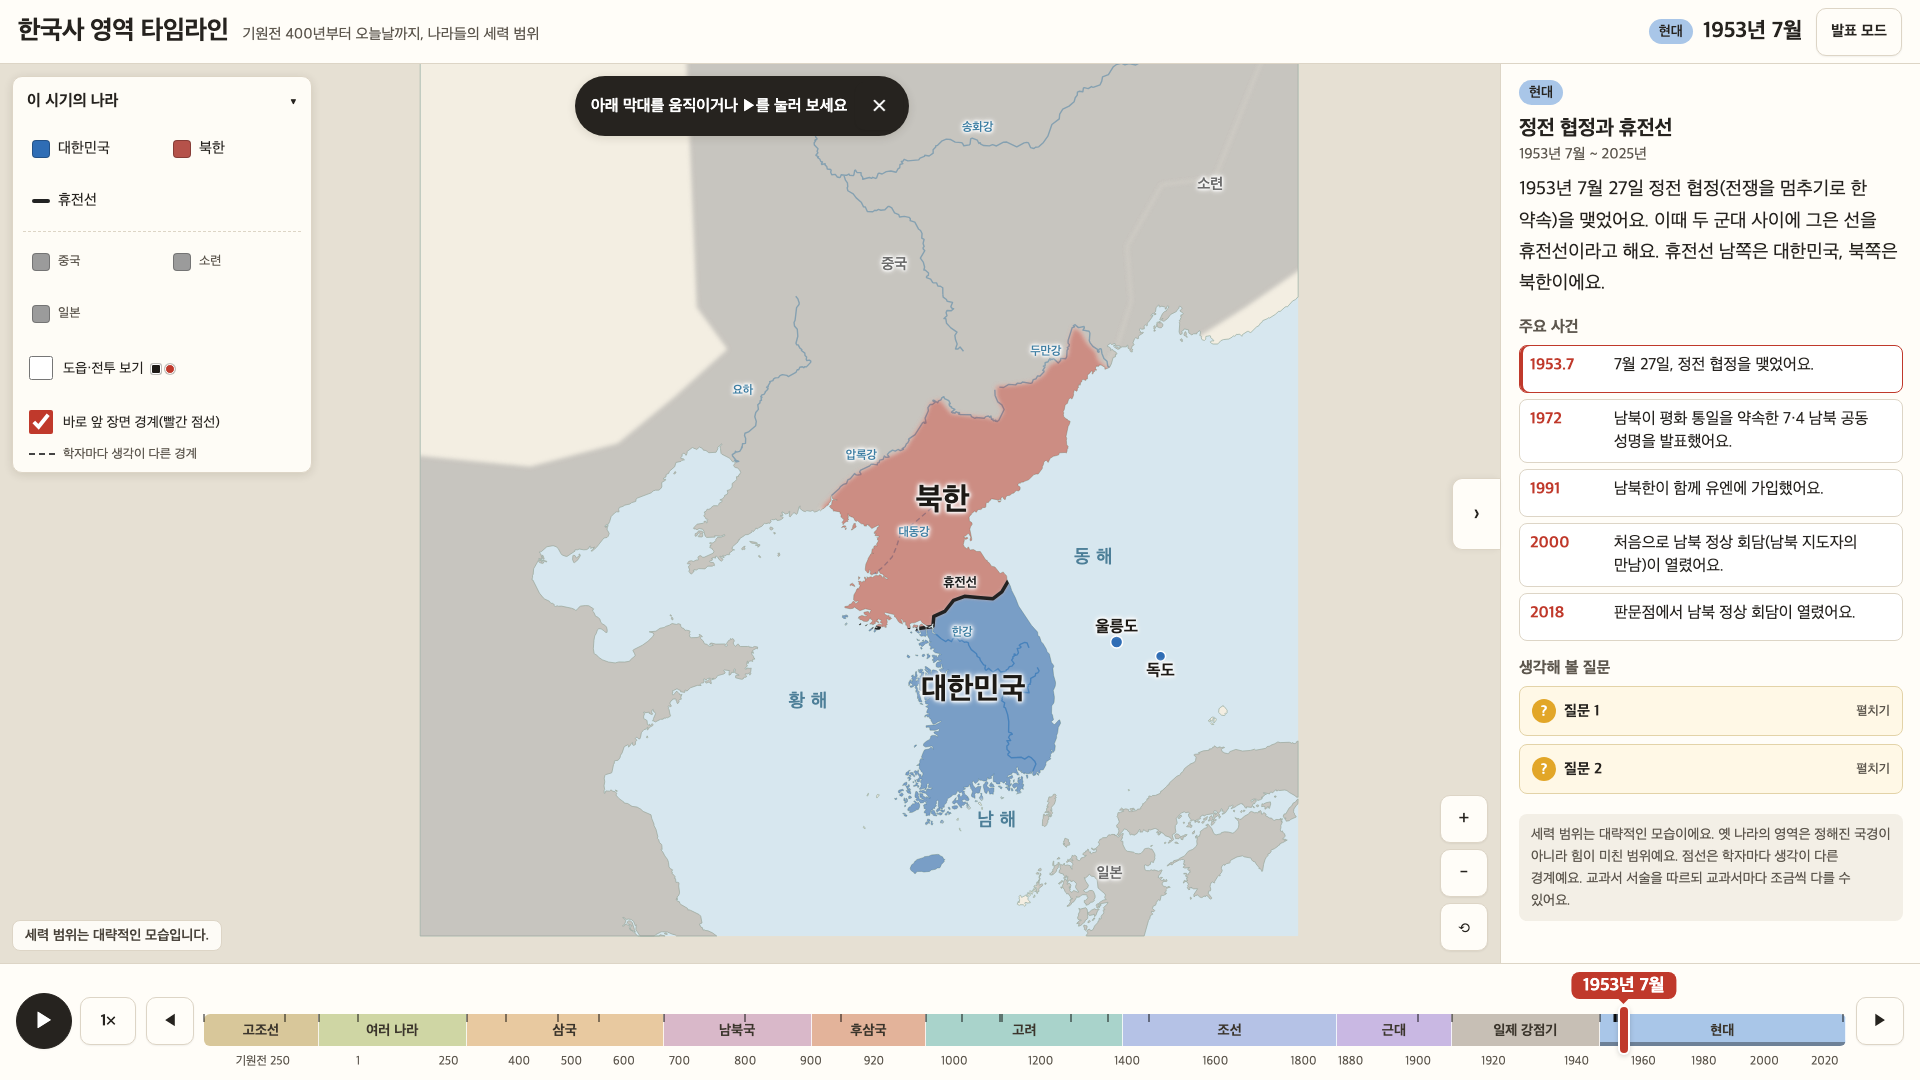 한국사 영역 타임라인
기원전 400년부터 오늘날까지, 나라들의 세력 범위
현대
1953년 7월
발표 모드
이 시기의 나라
대한민국
북한
휴전선
중국
소련
일본
도읍·전투 보기
바로 앞 장면 경계(빨간 점선)
학자마다 생각이 다른 경계
아래 막대를 움직이거나 ▶를 눌러 보세요 ✕
송화강
소련
중국
두만강
요하
압록강
북한
대동강
동해
휴전선
울릉도
한강
독도
대한민국
황해
남해
일본
세력 범위는 대략적인 모습입니다.
+
−
⟲
›
현대
정전 협정과 휴전선
1953년 7월 ~ 2025년
1953년 7월 27일 정전 협정(전쟁을 멈추기로 한
약속)을 맺었어요. 이때 두 군대 사이에 그은 선을
휴전선이라고 해요. 휴전선 남쪽은 대한민국, 북쪽은
북한이에요.
주요 사건
1953.7 7월 27일, 정전 협정을 맺었어요.
1972 남북이 평화 통일을 약속한 7·4 남북 공동
성명을 발표했어요.
1991 남북한이 함께 유엔에 가입했어요.
2000 처음으로 남북 정상 회담(남북 지도자의
만남)이 열렸어요.
2018 판문점에서 남북 정상 회담이 열렸어요.
생각해 볼 질문
? 질문 1 펼치기
? 질문 2 펼치기
세력 범위는 대략적인 모습이에요. 옛 나라의 영역은 정해진 국경이
아니라 힘이 미친 범위예요. 점선은 학자마다 생각이 다른
경계예요. 교과서 서술을 따르되 교과서마다 조금씩 다를 수
있어요.
1953년 7월
1×
고조선 여러 나라 삼국 남북국 후삼국 고려 조선 근대 일제 강점기 현대
기원전 250 1 250 400 500 600 700 800 900 920 1000 1200 1400 1600 1800 1880 1900 1920 1940 1960 1980 2000 2020